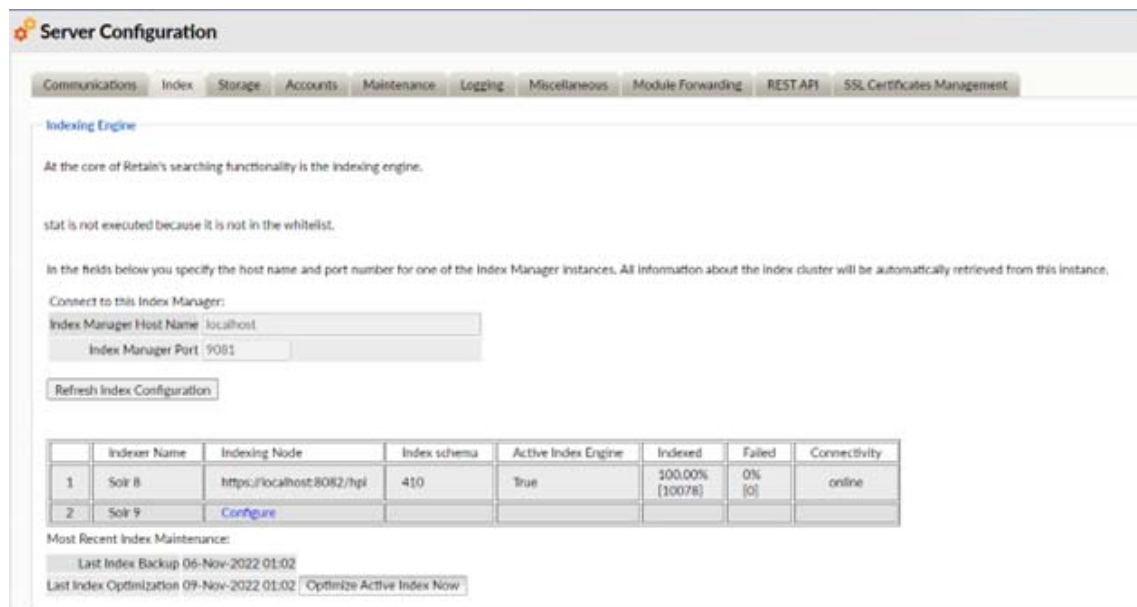 Server Configuration
Communications Index Storage Accounts Maintenance Logging Miscellaneous Module Forwarding REST API SSL Certificates Management
Indexing Engine
At the core of Retain's searching functionality is the indexing engine.
stat is not executed because it is not in the whitelist.
In the fields below you specify the host name and port number for one of the Index Manager instances. All information about the index cluster will be automatically retrieved from this instance.
Connect to this Index Manager:
Index Manager Host Name localhost
Index Manager Port 9081
Refresh Index Configuration
Indexer Name Indexing Node Index schema Active Index Engine Indexed Failed Connectivity
1 Solr 8 https://localhost:8082/hpi 410 True 100.00% 0% online
[10078] [0]
2 Solr 9 Configure
Most Recent Index Maintenance:
Last Index Backup 06-Nov-2022 01:02
Last Index Optimization 09-Nov-2022 01:02 Optimize Active Index Now